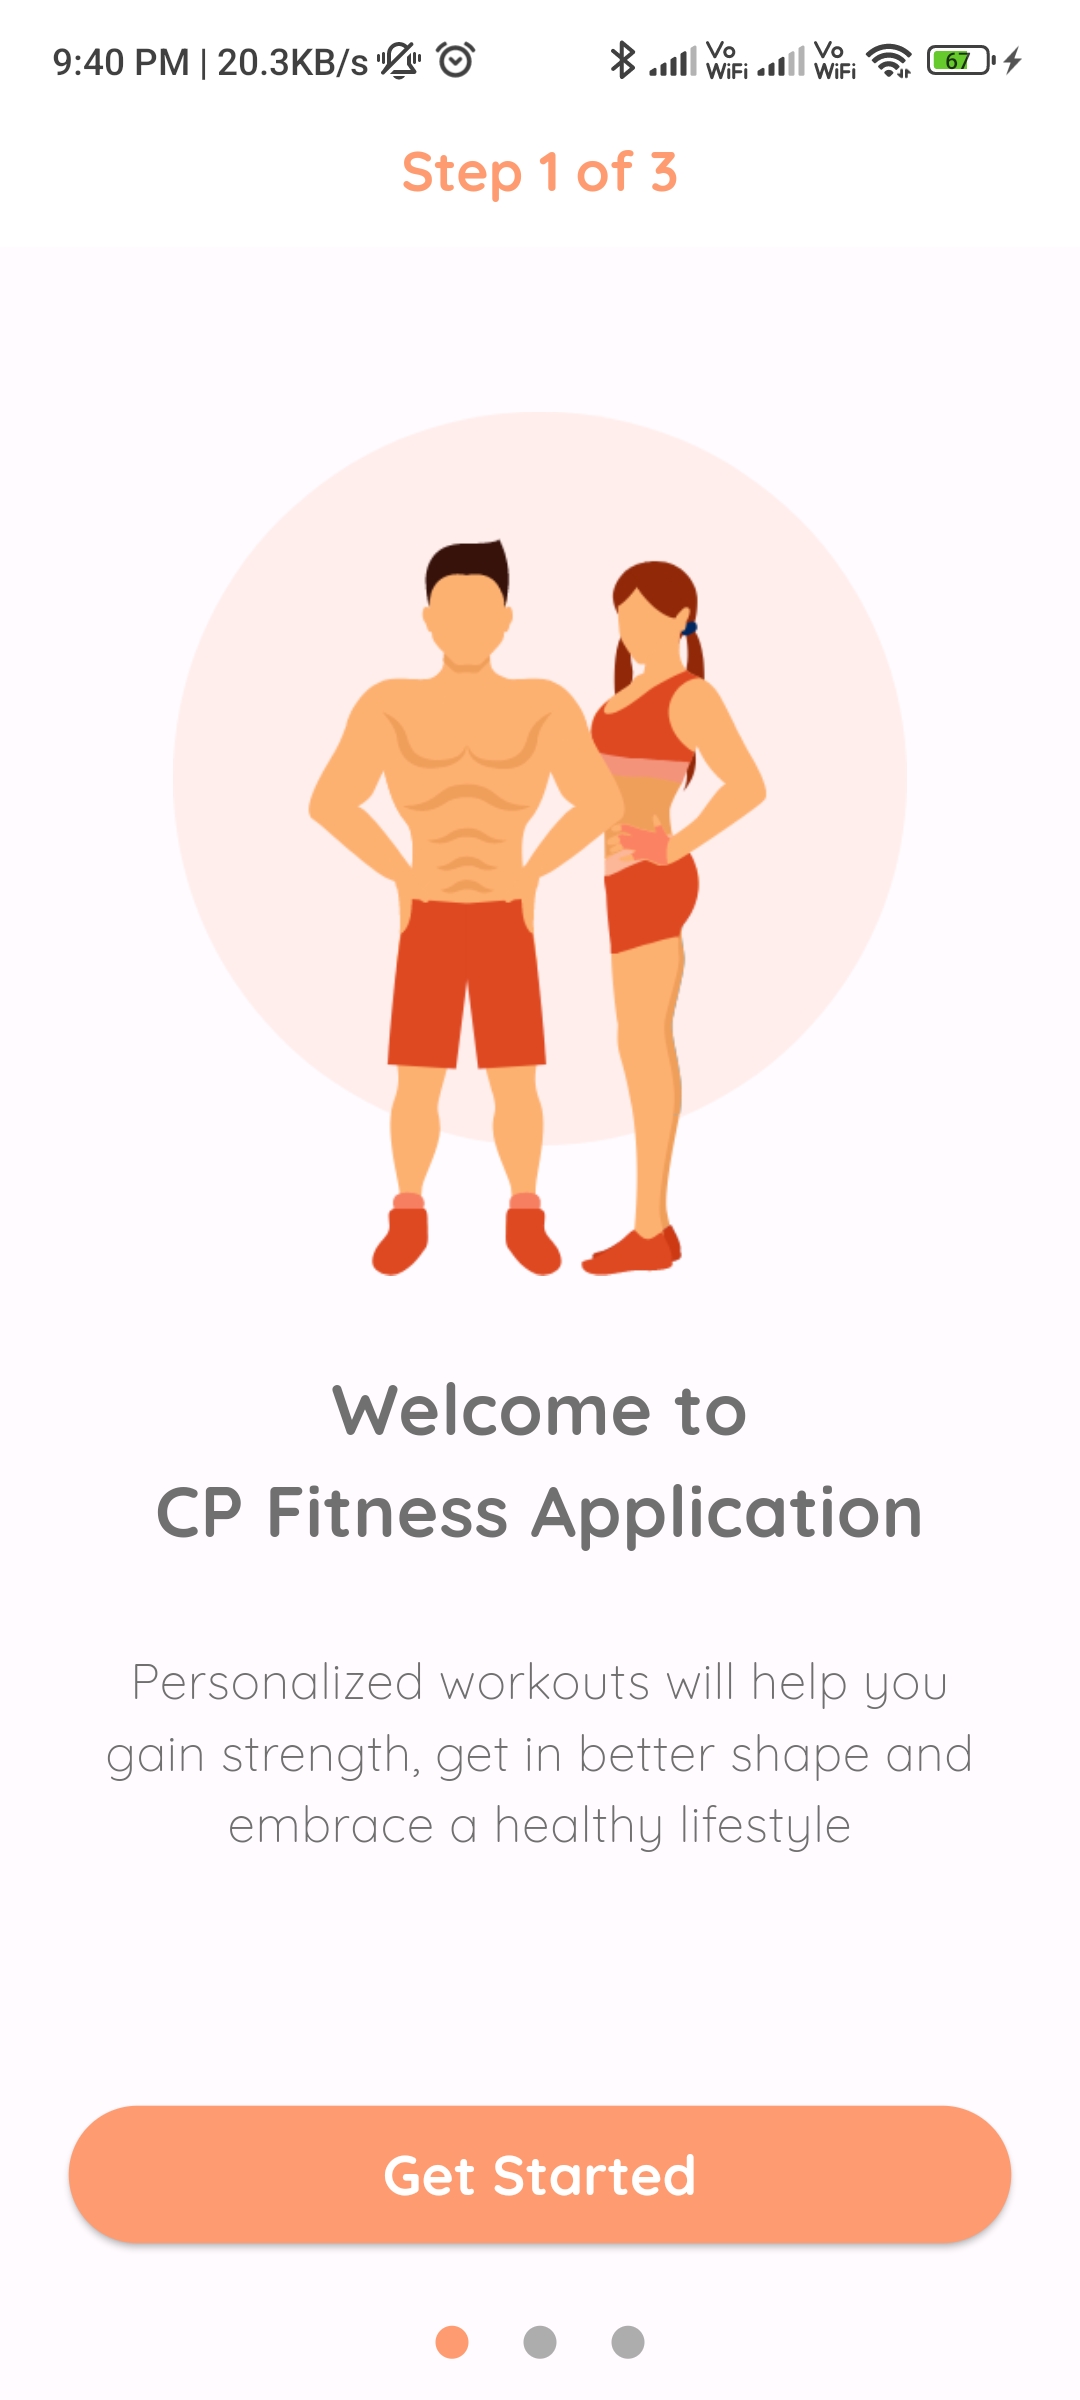 9:40 PM | 20.3KB/s Vo WiFi Vo WiFi 67
Step 1 of 3
Welcome to
CP Fitness Application
Personalized workouts will help you
gain strength, get in better shape and
embrace a healthy lifestyle
Get Started